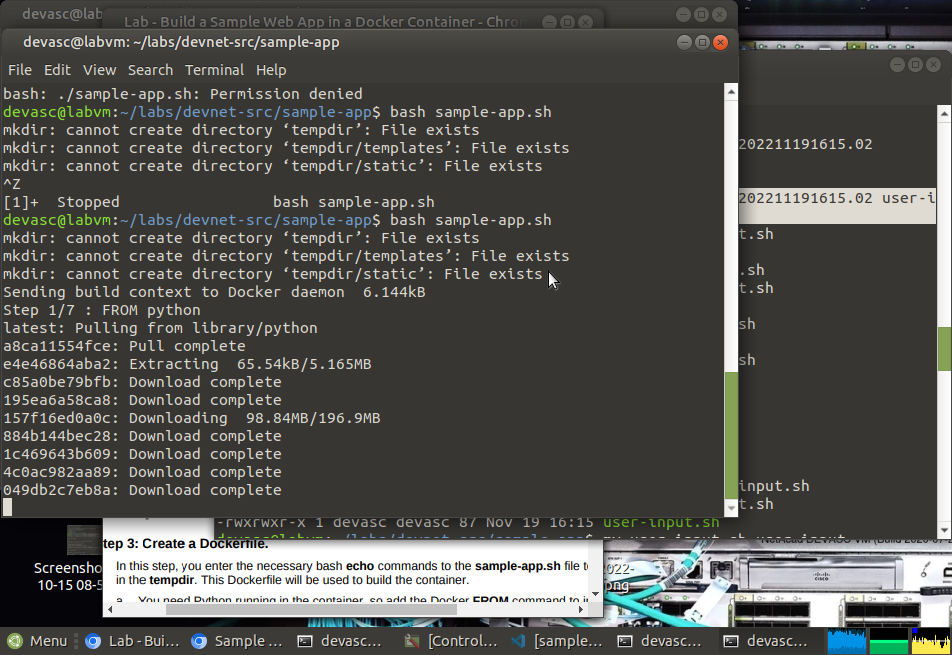 devasc@lab
Lab - Build a Sample Web App in a Docker Container - Chro
devasc@labvm: ~/labs/devnet-src/sample-app
File Edit View Search Terminal Help
bash: ./sample-app.sh: Permission denied
devasc@labvm:~/labs/devnet-src/sample-app$ bash sample-app.sh
mkdir: cannot create directory ‘tempdir’: File exists
mkdir: cannot create directory ‘tempdir/templates’: File exists
mkdir: cannot create directory ‘tempdir/static’: File exists
^Z
[1]+  Stopped                 bash sample-app.sh
devasc@labvm:~/labs/devnet-src/sample-app$ bash sample-app.sh
mkdir: cannot create directory ‘tempdir’: File exists
mkdir: cannot create directory ‘tempdir/templates’: File exists
mkdir: cannot create directory ‘tempdir/static’: File exists
Sending build context to Docker daemon  6.144kB
Step 1/7 : FROM python
latest: Pulling from library/python
a8ca11554fce: Pull complete
e4e46864aba2: Extracting  65.54kB/5.165MB
c85a0be79bfb: Download complete
195ea6a58ca8: Download complete
157f16ed0a0c: Downloading  98.84MB/196.9MB
884b144bec28: Download complete
1c469643b609: Download complete
4c0ac982aa89: Download complete
049db2c7eb8a: Download complete
202211191615.02
202211191615.02 user-i
t.sh
.sh
t.sh
sh
sh
input.sh
t.sh
-rwxrwxr-x 1 devasc devasc 87 Nov 19 16:15 user-input.sh
Screensho
10-15 08-5
2022-
png
tep 3: Create a Dockerfile.
In this step, you enter the necessary bash echo commands to the sample-app.sh file t
in the tempdir. This Dockerfile will be used to build the container.
a. You need Python running in the container, so add the Docker FROM command to i
CISCO
Menu
Lab - Bui...
Sample ...
devasc...
[Control...
[sample...
devasc...
devasc...